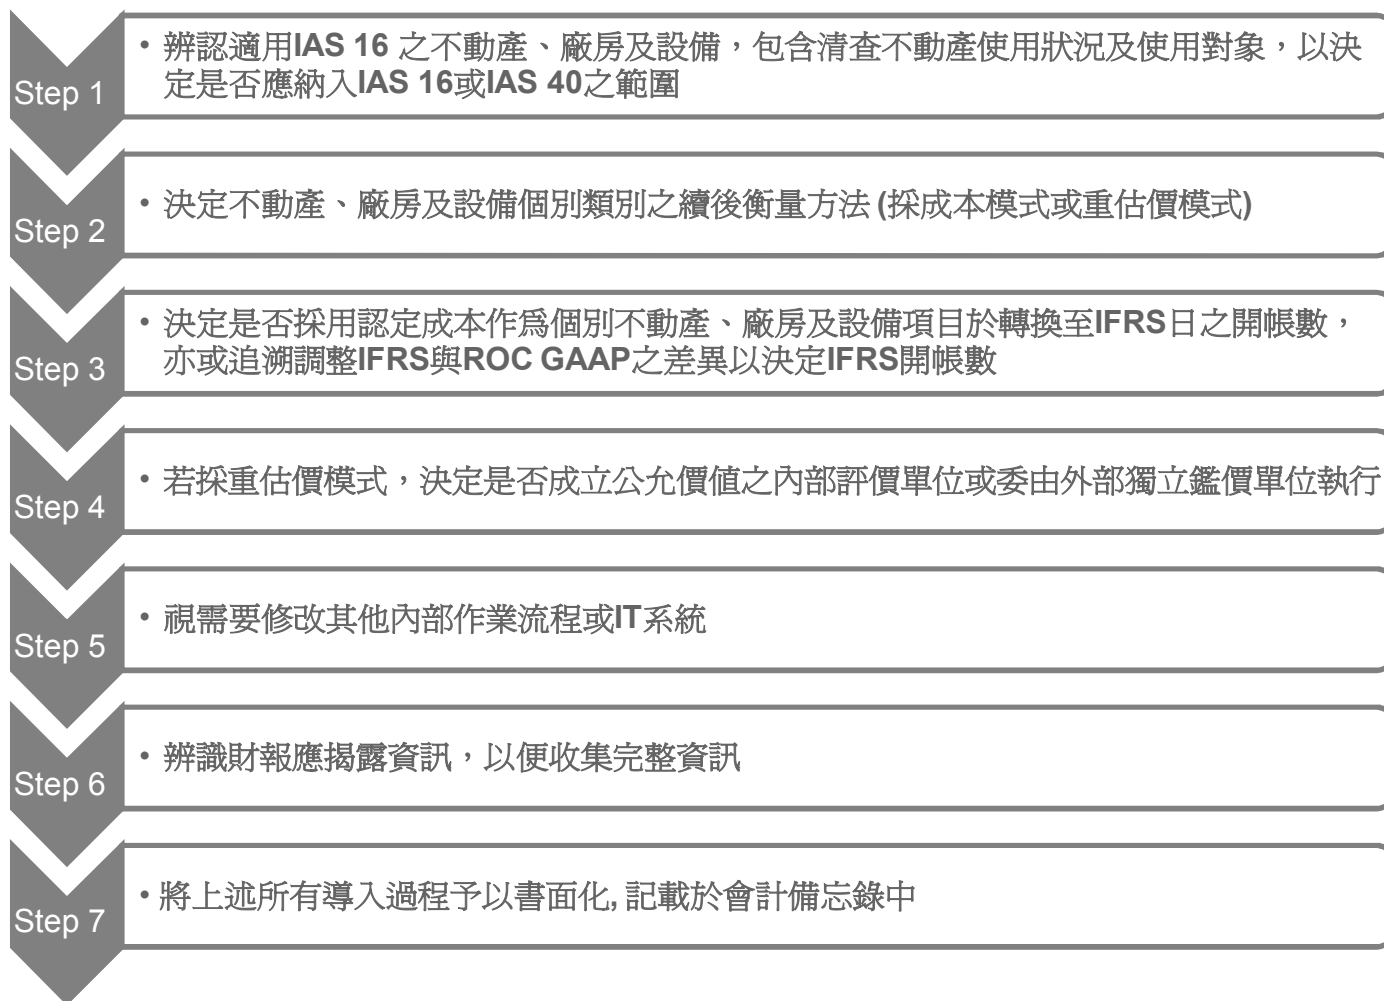 Step 1
• 辨認適用IAS 16 之不動產、廠房及設備，包含清查不動產使用狀況及使用對象，以決
定是否應納入IAS 16或IAS 40之範圍
Step 2
• 決定不動產、廠房及設備個別類別之續後衡量方法 (採成本模式或重估價模式)
Step 3
• 決定是否採用認定成本作爲個別不動產、廠房及設備項目於轉換至IFRS日之開帳數，
亦或追溯調整IFRS與ROC GAAP之差異以決定IFRS開帳數
Step 4
• 若採重估價模式，決定是否成立公允價值之內部評價單位或委由外部獨立鑑價單位執行
Step 5
• 視需要修改其他內部作業流程或IT系統
Step 6
• 辨識財報應揭露資訊，以便收集完整資訊
Step 7
• 將上述所有導入過程予以書面化, 記載於會計備忘錄中